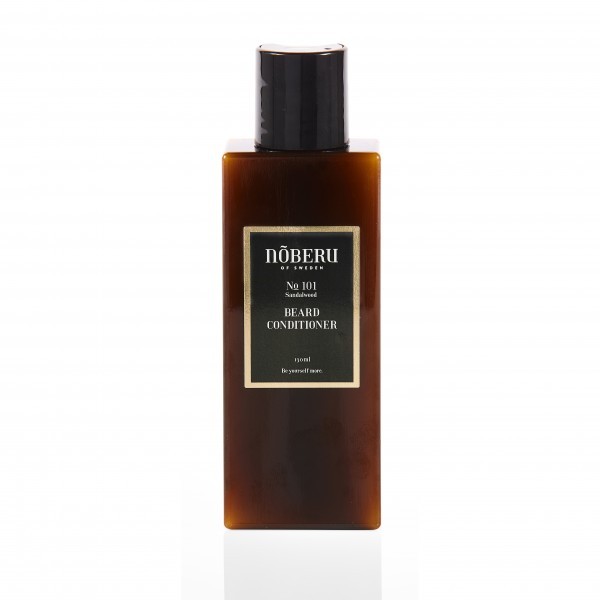 nõBERU
OF SWEDEN
No 101
Sandalwood
BEARD
CONDITIONER
150ml
Be yourself more.